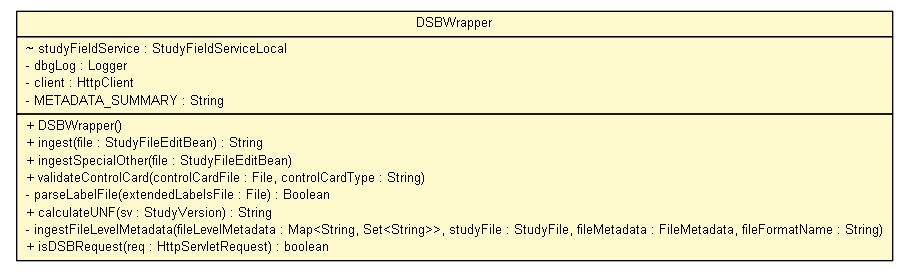 DSBWrapper
~ studyFieldService : StudyFieldServiceLocal
- dbgLog : Logger
- client : HttpClient
- METADATA_SUMMARY : String
+ DSBWrapper()
+ ingest(file : StudyFileEditBean) : String
+ ingestSpecialOther(file : StudyFileEditBean)
+ validateControlCard(controlCardFile : File, controlCardType : String)
- parseLabelFile(extendedLabelsFile : File) : Boolean
+ calculateUNF(sv : StudyVersion) : String
- ingestFileLevelMetadata(fileLevelMetadata : Map<String, Set<String>>, studyFile : StudyFile, fileMetadata : FileMetadata, fileFormatName : String)
+ isDSBRequest(req : HttpServletRequest) : boolean